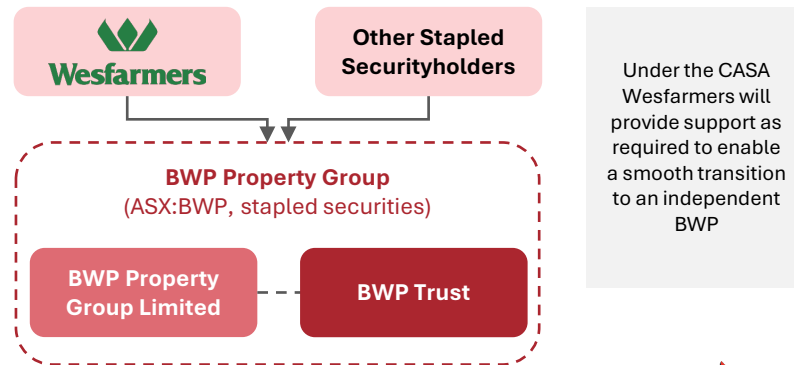 Wesfarmers
Other Stapled
Securityholders
BWP Property Group
(ASX:BWP, stapled securities)
BWP Property
Group Limited
BWP Trust
Under the CASA
Wesfarmers will
provide support as
required to enable
a smooth transition
to an independent
BWP